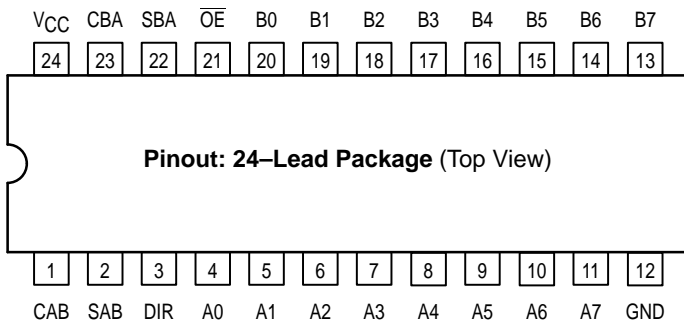 VCC CBA SBA OE B0 B1 B2 B3 B4 B5 B6 B7
24 23 22 21 20 19 18 17 16 15 14 13
Pinout: 24–Lead Package (Top View)
1 2 3 4 5 6 7 8 9 10 11 12
CAB SAB DIR A0 A1 A2 A3 A4 A5 A6 A7 GND